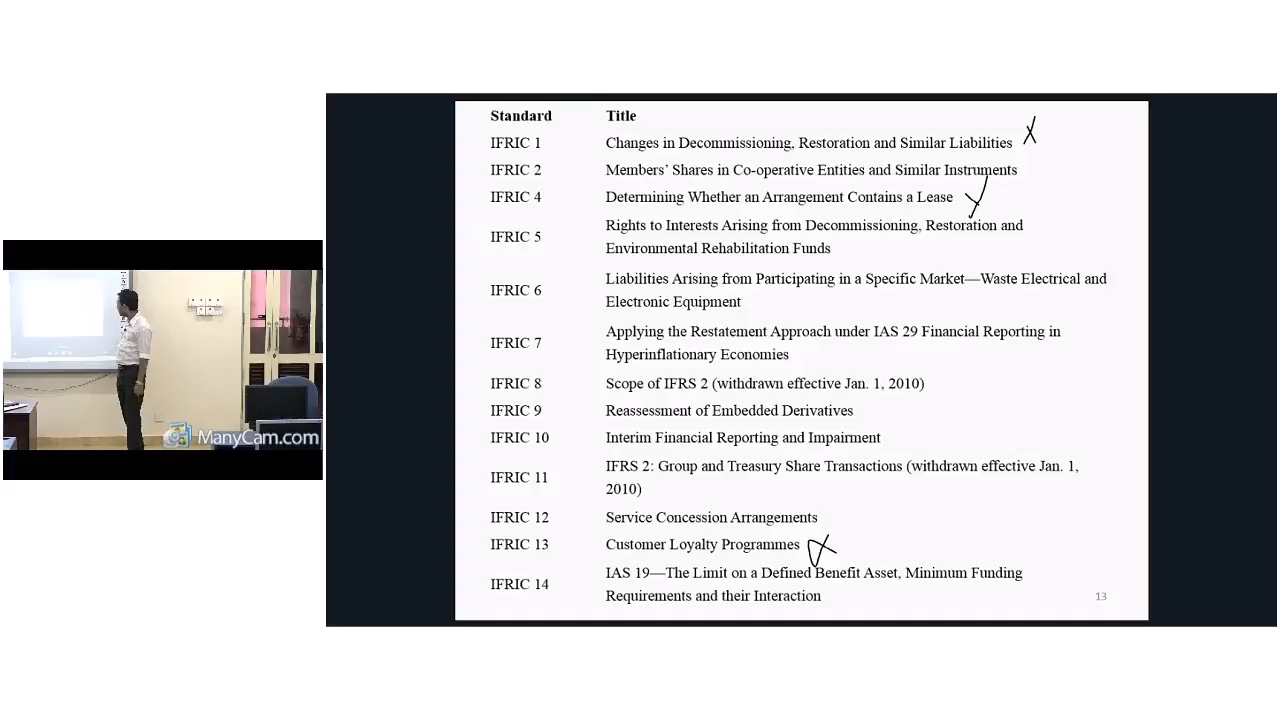 Standard Title
IFRIC 1 Changes in Decommissioning, Restoration and Similar Liabilities
IFRIC 2 Members’ Shares in Co-operative Entities and Similar Instruments
IFRIC 4 Determining Whether an Arrangement Contains a Lease
IFRIC 5 Rights to Interests Arising from Decommissioning, Restoration and
Environmental Rehabilitation Funds
IFRIC 6 Liabilities Arising from Participating in a Specific Market—Waste Electrical and
Electronic Equipment
IFRIC 7 Applying the Restatement Approach under IAS 29 Financial Reporting in
Hyperinflationary Economies
IFRIC 8 Scope of IFRS 2 (withdrawn effective Jan. 1, 2010)
IFRIC 9 Reassessment of Embedded Derivatives
IFRIC 10 Interim Financial Reporting and Impairment
IFRIC 11 IFRS 2: Group and Treasury Share Transactions (withdrawn effective Jan. 1,
2010)
IFRIC 12 Service Concession Arrangements
IFRIC 13 Customer Loyalty Programmes
IFRIC 14 IAS 19—The Limit on a Defined Benefit Asset, Minimum Funding
Requirements and their Interaction
13
ManyCam.com